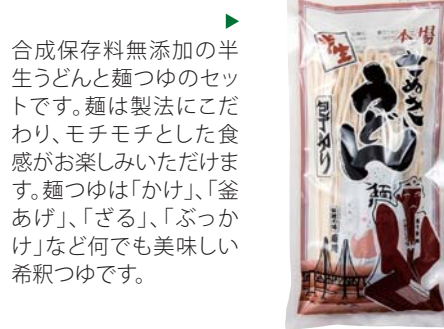 合成保存料無添加の半
生うどんと麺つゆのセッ
トです。麺は製法にこだ
わり、モチモチとした食
感がお楽しみいただけま
す。麺つゆは「かけ」、「釜
あげ」、「ざる」、「ぶっか
け」など何でも美味しい
希釈つゆです。
半生
本場
さぬき
うどん
包丁切り